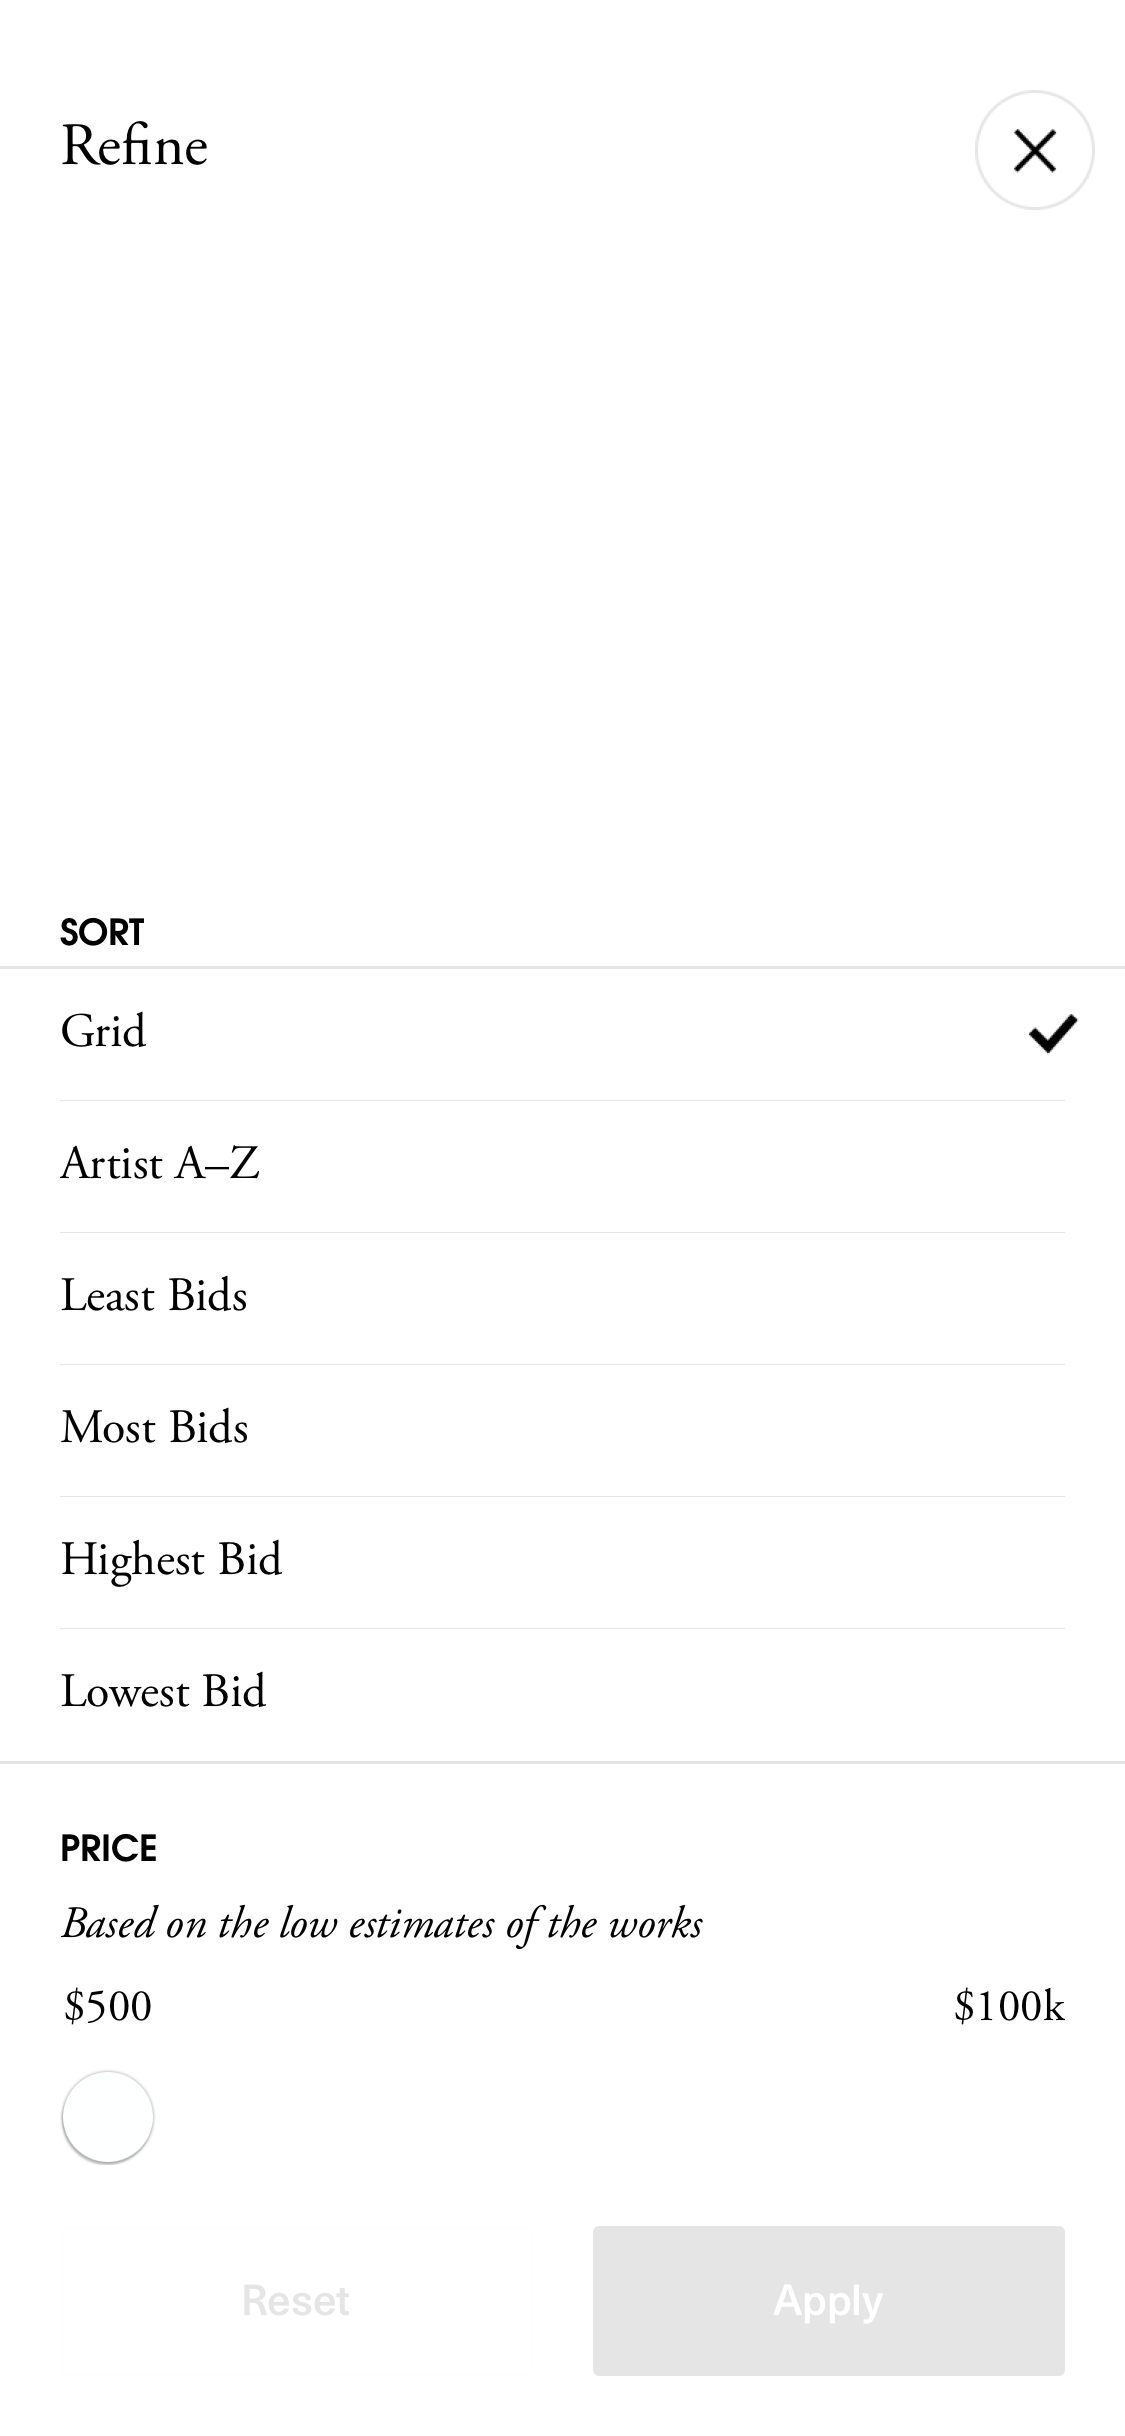 Refine
SORT
Grid
Artist A–Z
Least Bids
Most Bids
Highest Bid
Lowest Bid
PRICE
Based on the low estimates of the works
$500 $100k
Reset Apply